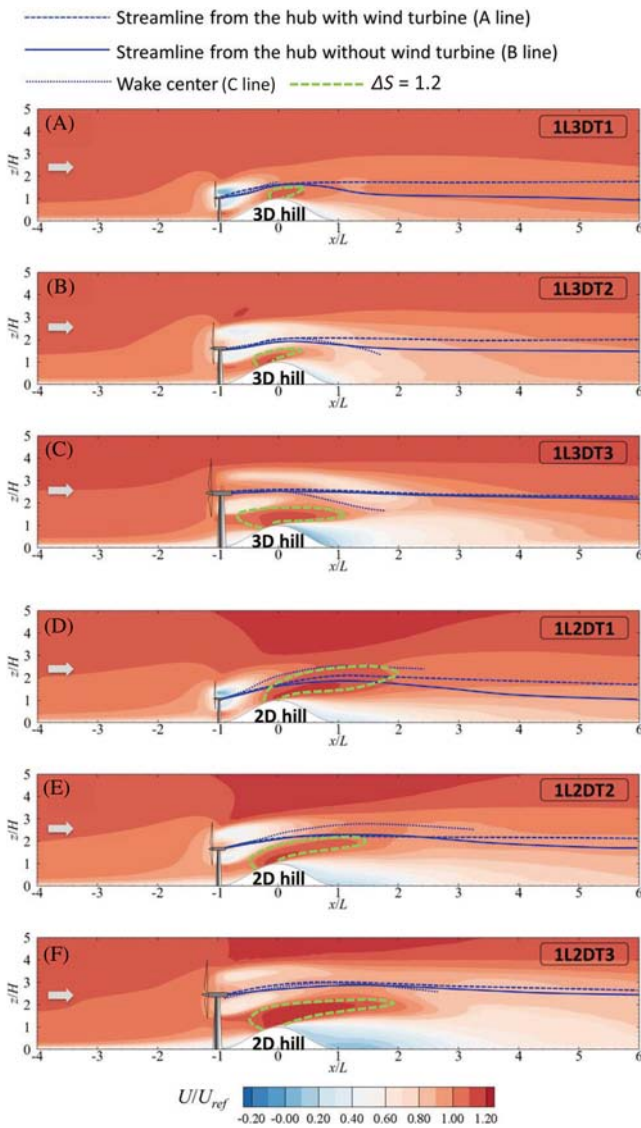 Streamline from the hub with wind turbine (A line)
Streamline from the hub without wind turbine (B line)
Wake center (C line) ΔS = 1.2
(A) 1L3DT1
z/H
5
4
3
2
1
0
3D hill
-4 -3 -2 -1 0 1 2 3 4 5 6
x/L
(B) 1L3DT2
z/H
5
4
3
2
1
0
3D hill
-4 -3 -2 -1 0 1 2 3 4 5 6
x/L
(C) 1L3DT3
z/H
5
4
3
2
1
0
3D hill
-4 -3 -2 -1 0 1 2 3 4 5 6
x/L
(D) 1L2DT1
z/H
5
4
3
2
1
0
2D hill
-4 -3 -2 -1 0 1 2 3 4 5 6
x/L
(E) 1L2DT2
z/H
5
4
3
2
1
0
2D hill
-4 -3 -2 -1 0 1 2 3 4 5 6
x/L
(F) 1L2DT3
z/H
5
4
3
2
1
0
2D hill
-4 -3 -2 -1 0 1 2 3 4 5 6
x/L
U/Uref
-0.20 -0.00 0.20 0.40 0.60 0.80 1.00 1.20